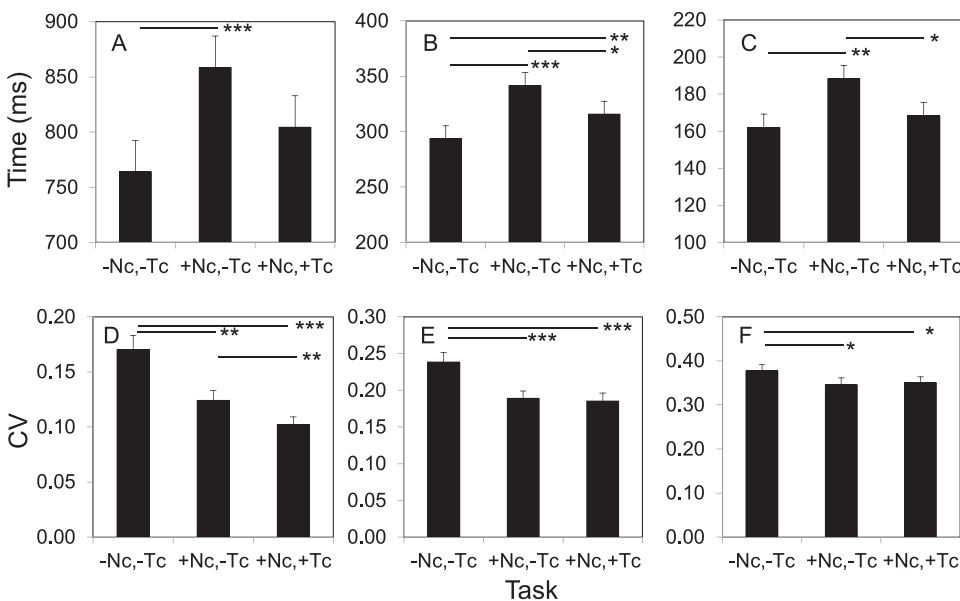 Time (ms)
900
850
800
750
700
A
***
-Nc,-Tc
+Nc,-Tc
+Nc,+Tc
400
350
300
250
200
B
**
*
***
-Nc,-Tc
+Nc,-Tc
+Nc,+Tc
220
200
180
160
140
120
100
C
**
*
-Nc,-Tc
+Nc,-Tc
+Nc,+Tc
CV
0.20
0.15
0.10
0.05
0.00
D
***
**
**
-Nc,-Tc
+Nc,-Tc
+Nc,+Tc
0.30
0.25
0.20
0.15
0.10
0.05
0.00
E
***
***
-Nc,-Tc
+Nc,-Tc
+Nc,+Tc
0.50
0.40
0.30
0.20
0.10
0.00
F
*
*
-Nc,-Tc
+Nc,-Tc
+Nc,+Tc
Task